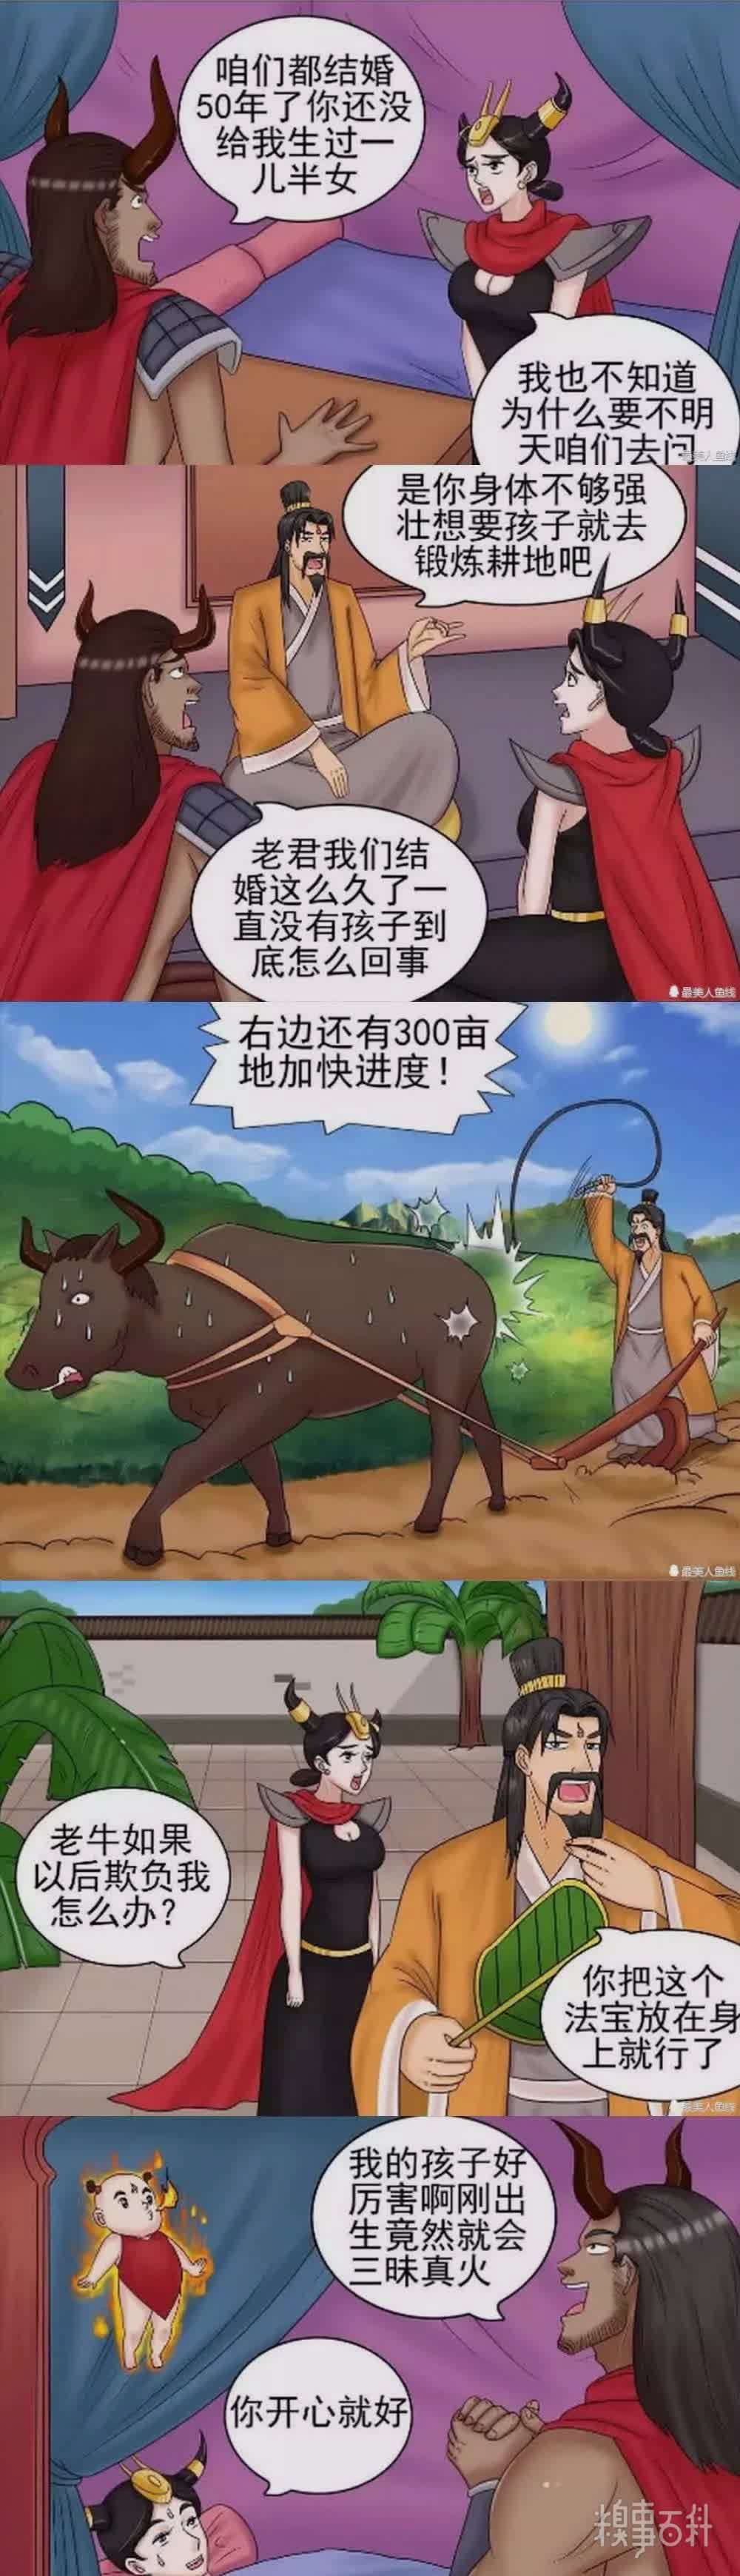 咱们都结婚
50年了你还没
给我生过一
儿半女
我也不知道
为什么要不明
天咱们去问
最美人鱼线
是你身体不够强
壮想要孩子就去
锻炼耕地吧
老君我们结
婚这么久了一
直没有孩子到
底怎么回事
最美人鱼线
右边还有300亩
地加快进度！
最美人鱼线
老牛如果
以后欺负我
怎么办？
你把这个
法宝放在身
上就行了
最美人鱼线
我的孩子好
厉害啊刚出
生竟然就会
三昧真火
你开心就好
糗事百科